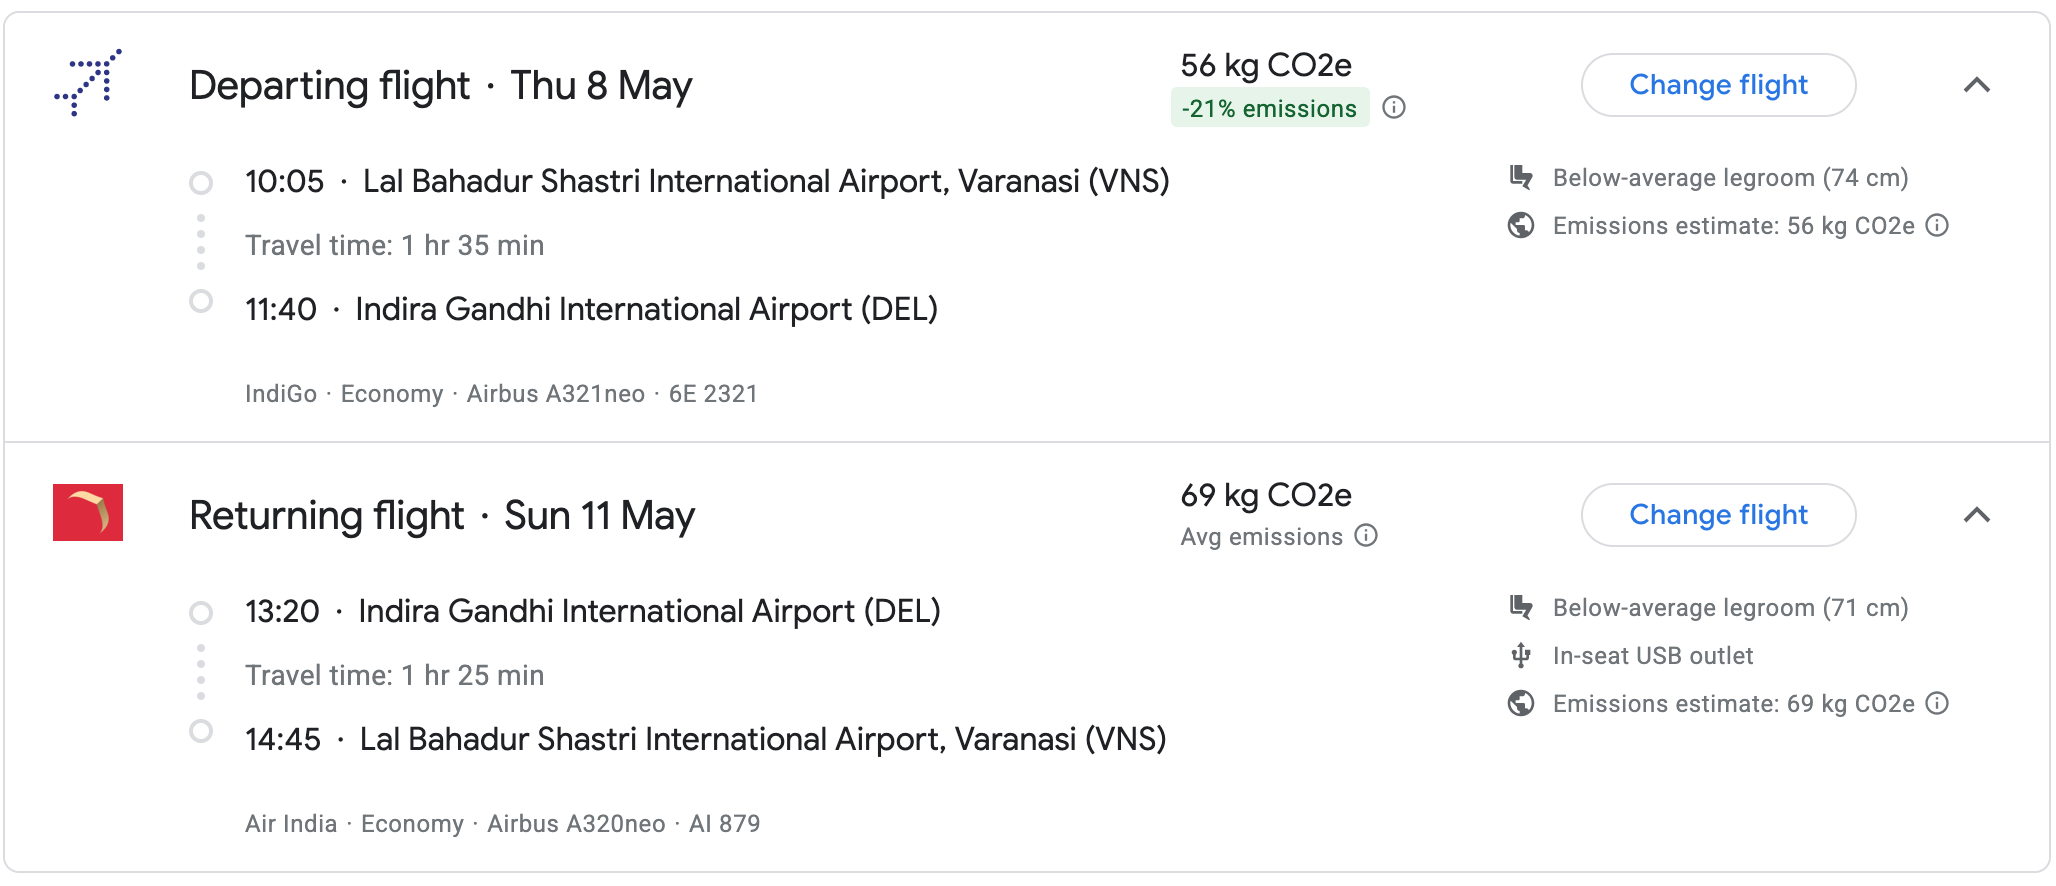 Departing flight · Thu 8 May
56 kg CO2e
-21% emissions
Change flight
10:05 · Lal Bahadur Shastri International Airport, Varanasi (VNS)
Travel time: 1 hr 35 min
11:40 · Indira Gandhi International Airport (DEL)
IndiGo · Economy · Airbus A321neo · 6E 2321
Below-average legroom (74 cm)
Emissions estimate: 56 kg CO2e
Returning flight · Sun 11 May
69 kg CO2e
Avg emissions
Change flight
13:20 · Indira Gandhi International Airport (DEL)
Travel time: 1 hr 25 min
14:45 · Lal Bahadur Shastri International Airport, Varanasi (VNS)
Air India · Economy · Airbus A320neo · AI 879
Below-average legroom (71 cm)
In-seat USB outlet
Emissions estimate: 69 kg CO2e